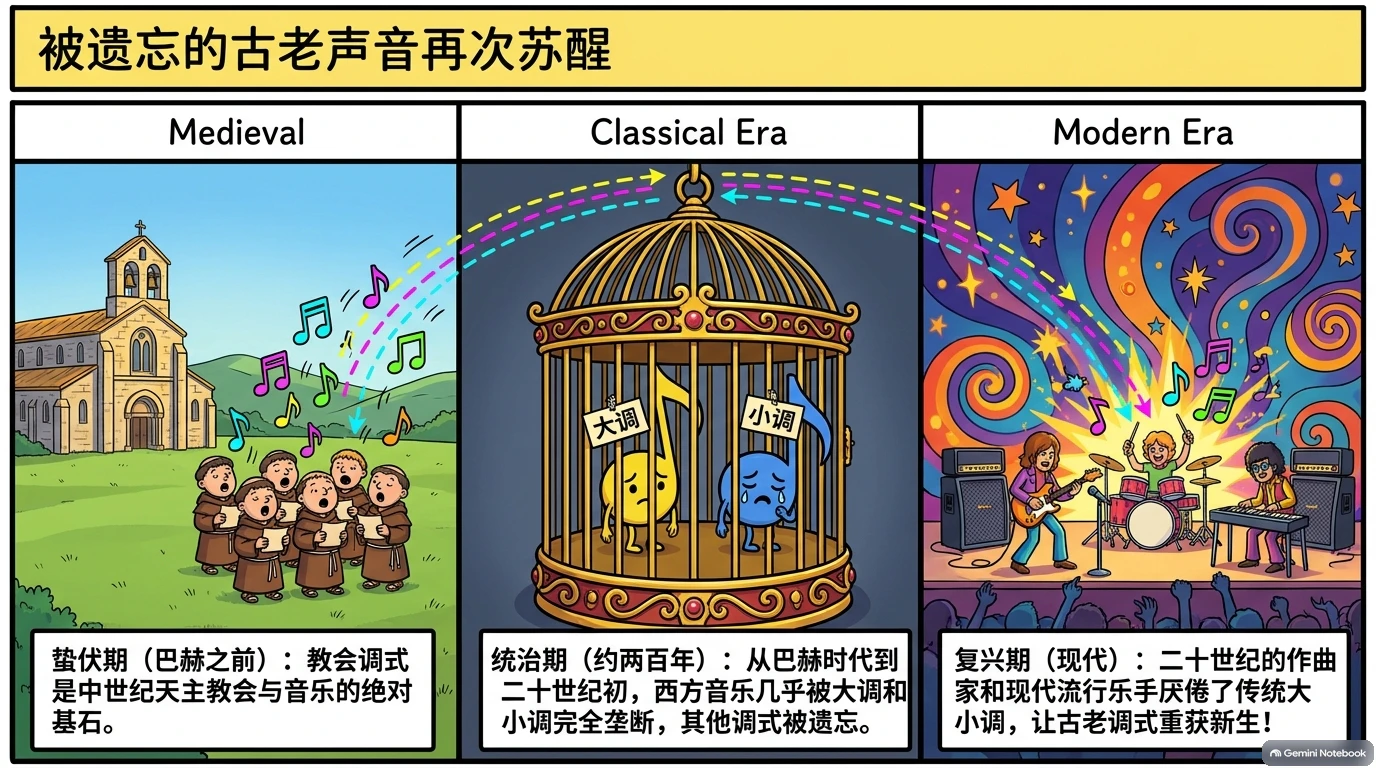 被遗忘的古老声音再次苏醒
Medieval
Classical Era
Modern Era
大调
小调
蛰伏期（巴赫之前）：教会调式
是中世纪天主教会与音乐的绝对
基石。
统治期（约两百年）：从巴赫时代到
二十世纪初，西方音乐几乎被大调和
小调完全垄断，其他调式被遗忘。
复兴期（现代）：二十世纪的作曲
家和现代流行乐手厌倦了传统大
小调，让古老调式重获新生！
Gemini Notebook